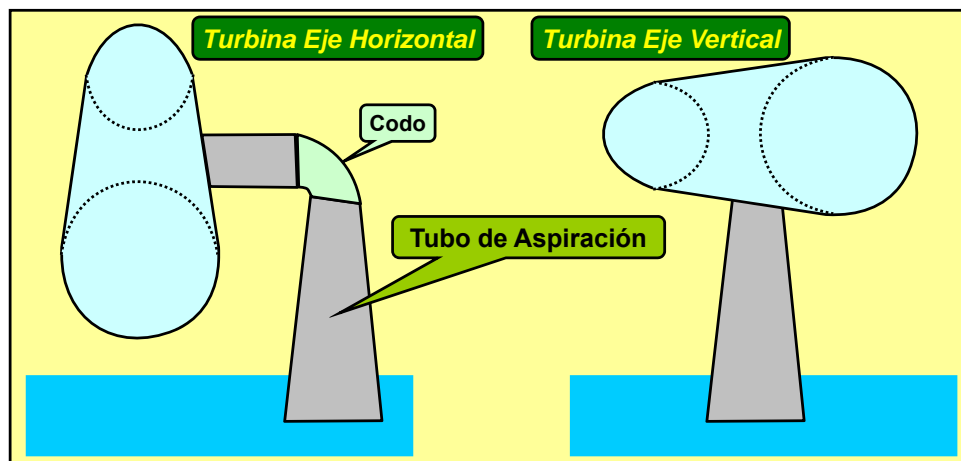 Turbina Eje Horizontal
Turbina Eje Vertical
Codo
Tubo de Aspiración